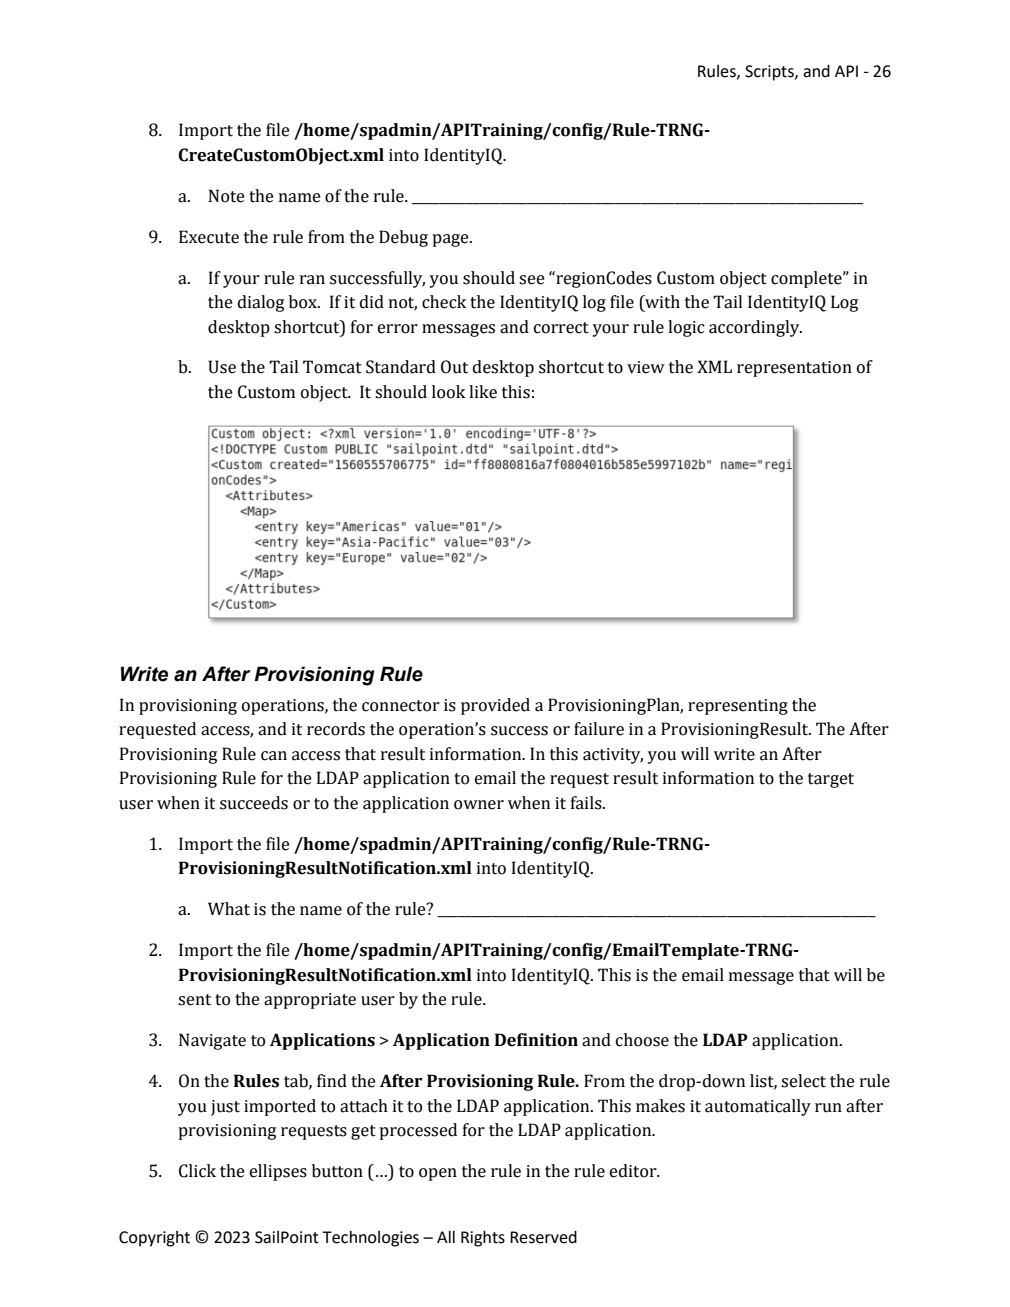 Rules, Scripts, and API - 26
8. Import the file /home/spadmin/APITraining/config/Rule-TRNG-
CreateCustomObject.xml into IdentityIQ.
a. Note the name of the rule. ___________________________________________________________________
9. Execute the rule from the Debug page.
a. If your rule ran successfully, you should see “regionCodes Custom object complete” in
the dialog box.  If it did not, check the IdentityIQ log file (with the Tail IdentityIQ Log
desktop shortcut) for error messages and correct your rule logic accordingly.
b. Use the Tail Tomcat Standard Out desktop shortcut to view the XML representation of
the Custom object.  It should look like this:
Custom object: <?xml version='1.0' encoding='UTF-8'?>
<!DOCTYPE Custom PUBLIC "sailpoint.dtd" "sailpoint.dtd">
<Custom created="1560555706775" id="ff8080816a7f0804016b585e5997102b" name="regi
onCodes">
<Attributes>
<Map>
<entry key="Americas" value="01"/>
<entry key="Asia-Pacific" value="03"/>
<entry key="Europe" value="02"/>
</Map>
</Attributes>
</Custom>
Write an After Provisioning Rule
In provisioning operations, the connector is provided a ProvisioningPlan, representing the
requested access, and it records the operation’s success or failure in a ProvisioningResult. The After
Provisioning Rule can access that result information. In this activity, you will write an After
Provisioning Rule for the LDAP application to email the request result information to the target
user when it succeeds or to the application owner when it fails.
1. Import the file /home/spadmin/APITraining/config/Rule-TRNG-
ProvisioningResultNotification.xml into IdentityIQ.
a. What is the name of the rule? _________________________________________________________________
2. Import the file /home/spadmin/APITraining/config/EmailTemplate-TRNG-
ProvisioningResultNotification.xml into IdentityIQ. This is the email message that will be
sent to the appropriate user by the rule.
3. Navigate to Applications > Application Definition and choose the LDAP application.
4. On the Rules tab, find the After Provisioning Rule. From the drop-down list, select the rule
you just imported to attach it to the LDAP application. This makes it automatically run after
provisioning requests get processed for the LDAP application.
5. Click the ellipses button (…) to open the rule in the rule editor.
Copyright © 2023 SailPoint Technologies – All Rights Reserved